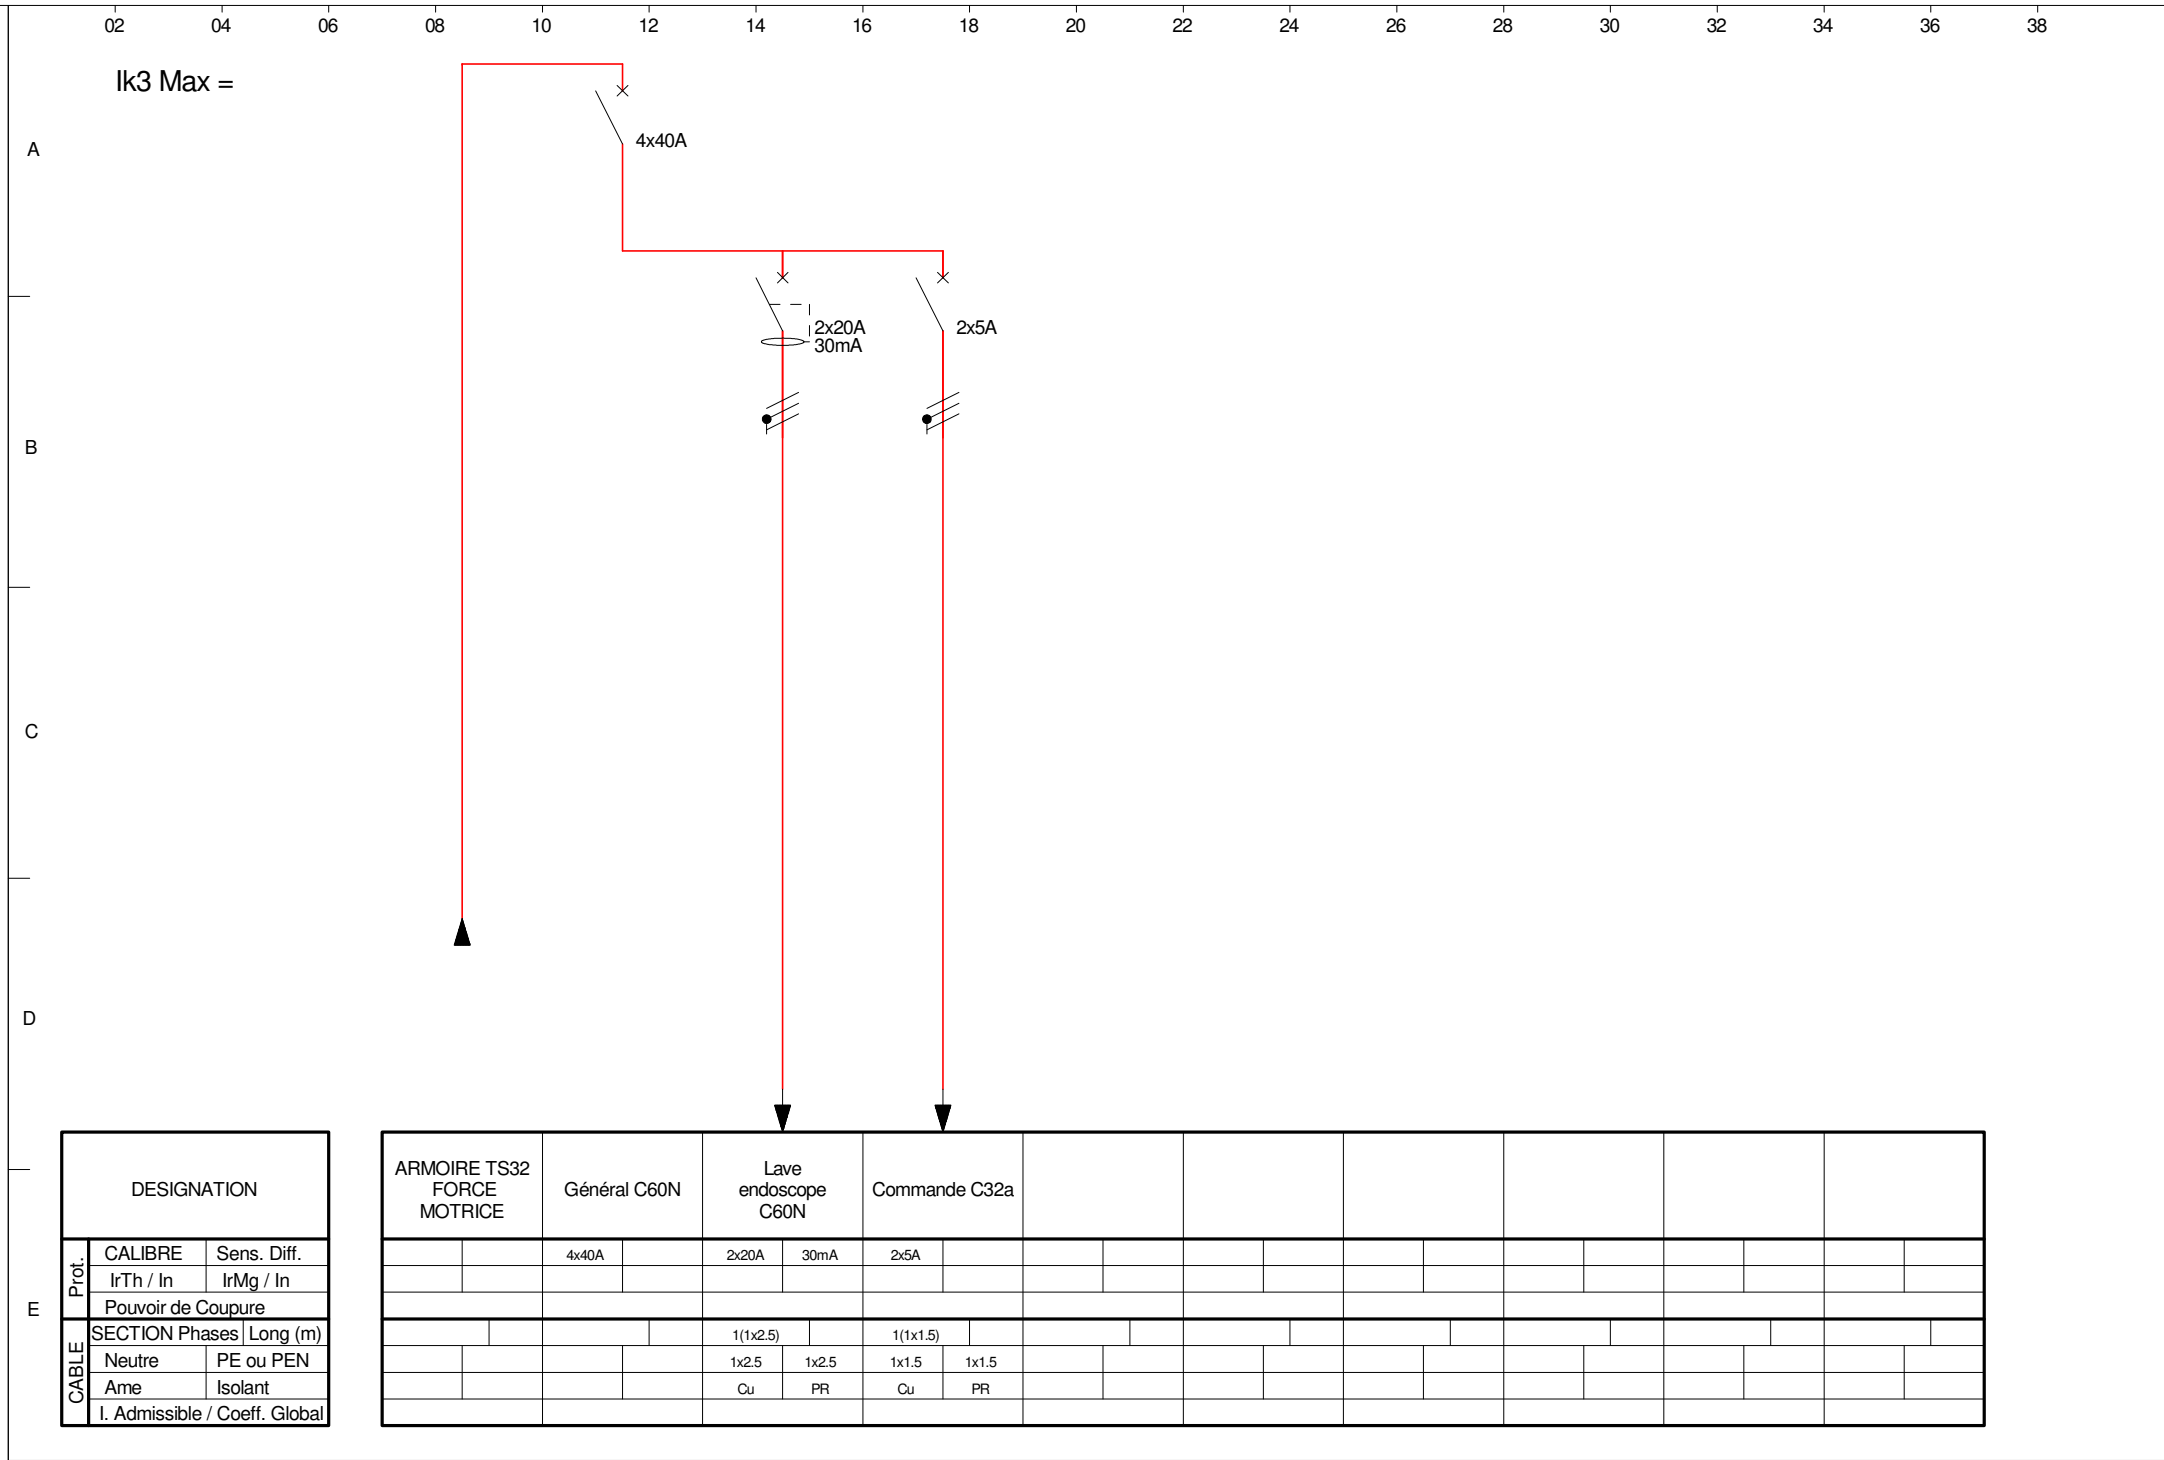 02 04 06 08 10 12 14 16 18 20 22 24 26 28 30 32 34 36 38
Ik3 Max =
A
4x40A
2x20A
30mA
2x5A
B
C
D
E
DESIGNATION
ARMOIRE TS32
FORCE
MOTRICE
Général C60N
Lave
endoscope
C60N
Commande C32a
Prot.
CALIBRE Sens. Diff.
4x40A 2x20A 30mA 2x5A
IrTh / In IrMg / In
Pouvoir de Coupure
CABLE
SECTION Phases Long (m)
1(1x2.5) 1(1x1.5)
Neutre PE ou PEN
1x2.5 1x2.5 1x1.5 1x1.5
Ame Isolant
Cu PR Cu PR
I. Admissible / Coeff. Global